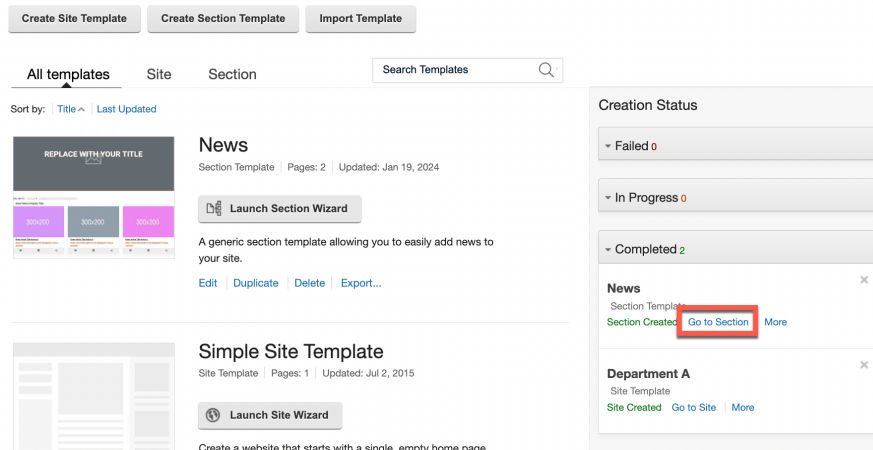 Create Site Template
Create Section Template
Import Template
All templates
Site
Section
Search Templates
Sort by: Title Last Updated
REPLACE WITH YOUR TITLE
300x200
300x200
300x200
News
Section Template Pages: 2 Updated: Jan 19, 2024
Launch Section Wizard
A generic section template allowing you to easily add news to
your site.
Edit Duplicate Delete Export...
Simple Site Template
Site Template Pages: 1 Updated: Jul 2, 2015
Launch Site Wizard
Create a website that starts with a single, empty home page
Creation Status
Failed 0
In Progress 0
Completed 2
News
Section Template
Section Created Go to Section More
Department A
Site Template
Site Created Go to Site More